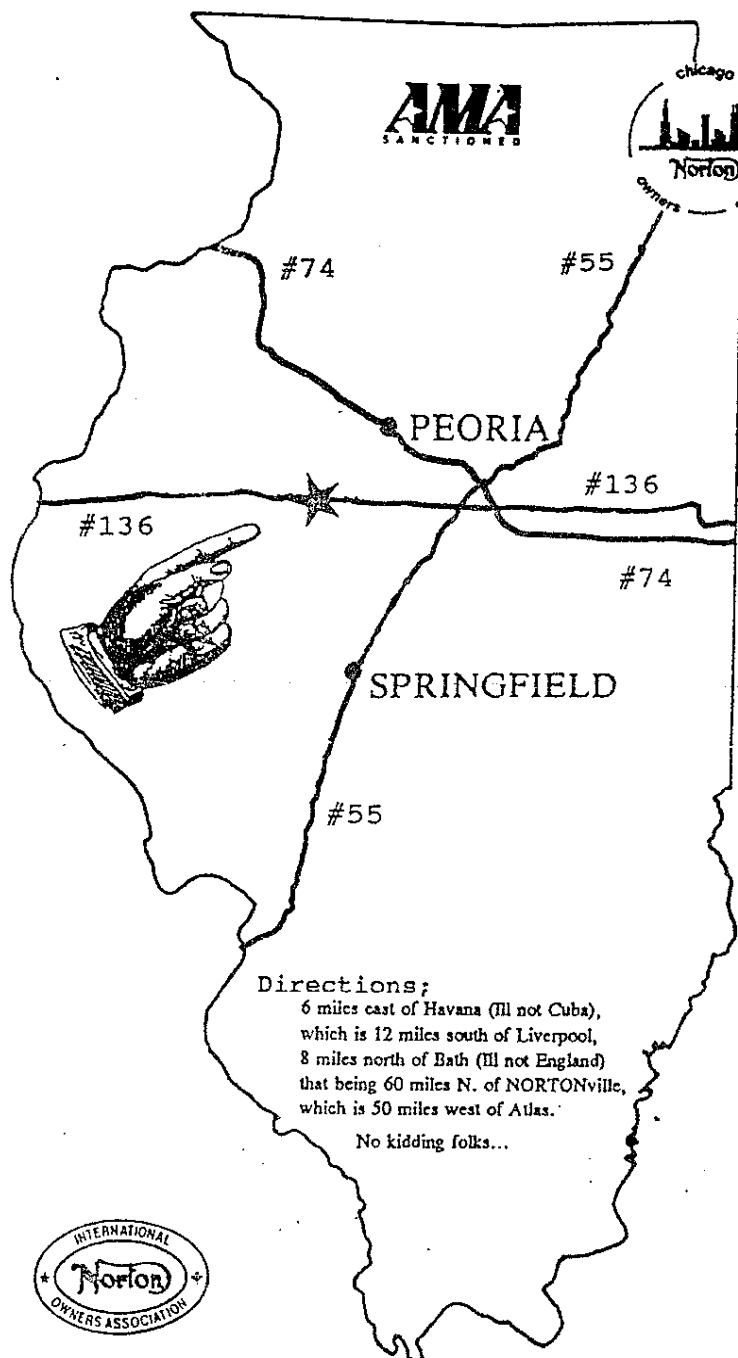 AMA
SANCTIONED
chicago
Norton
owners
#74
#55
PEORIA
#136
#136
#74
SPRINGFIELD
#55
Directions;
6 miles east of Havana (Ill not Cuba),
which is 12 miles south of Liverpool,
8 miles north of Bath (Ill not England)
that being 60 miles N. of NORTONville,
which is 50 miles west of Atlas.
No kidding folks...
INTERNATIONAL
Norton
OWNERS ASSOCIATION